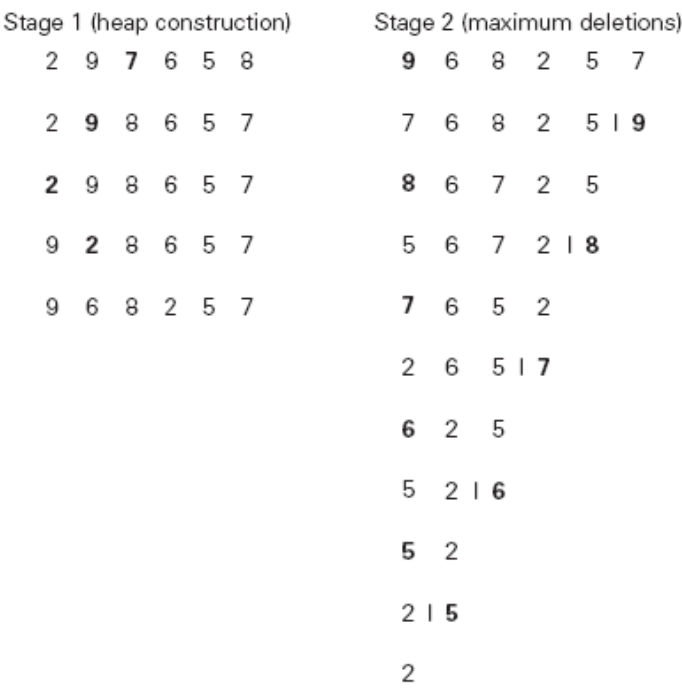 Stage 1 (heap construction)
2 9 7 6 5 8
2 9 8 6 5 7
2 9 8 6 5 7
9 2 8 6 5 7
9 6 8 2 5 7
Stage 2 (maximum deletions)
9 6 8 2 5 7
7 6 8 2 5 | 9
8 6 7 2 5
5 6 7 2 | 8
7 6 5 2
2 6 5 | 7
6 2 5
5 2 | 6
5 2
2 | 5
2